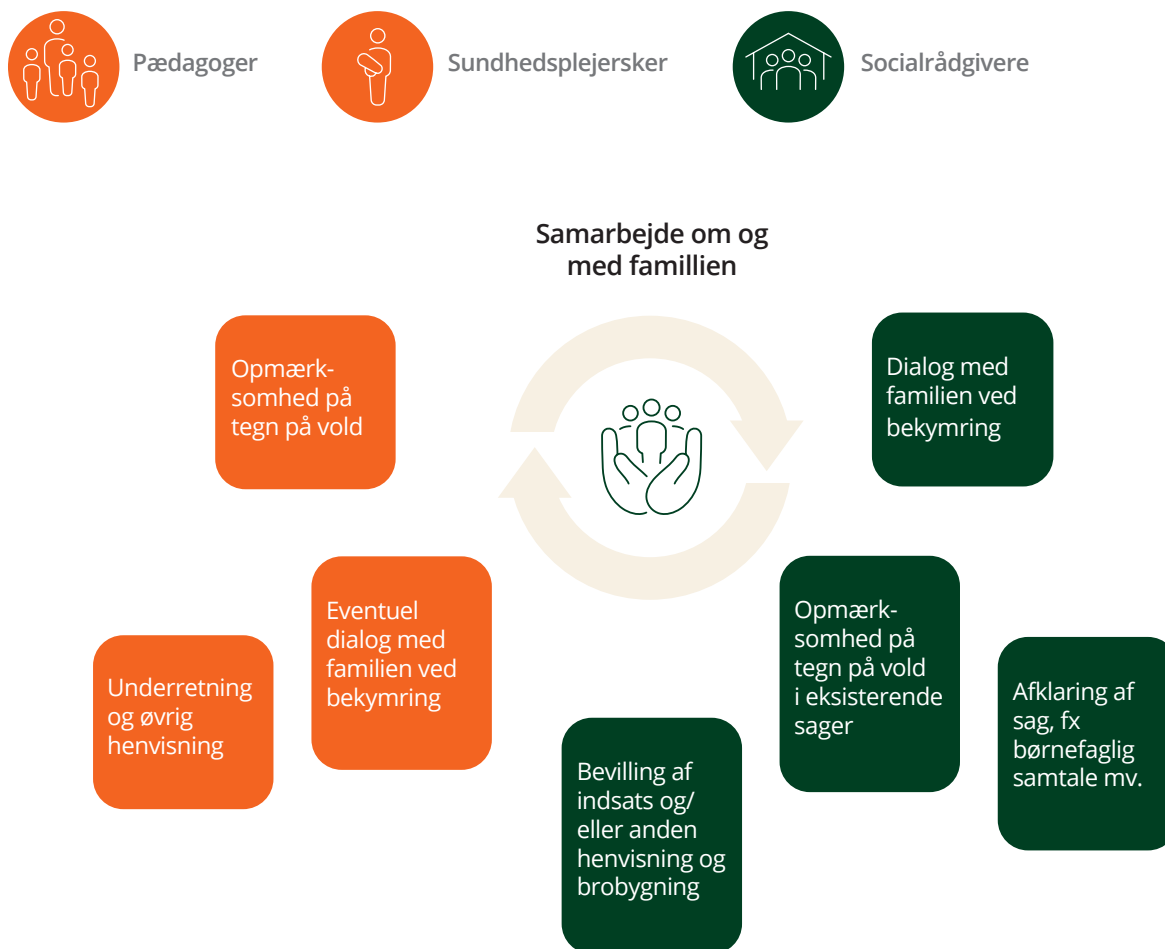 Pædagoger
Sundhedsplejersker
Socialrådgivere
Samarbejde om og
med famillien
Opmærk-
somhed på
tegn på vold
Dialog med
familien ved
bekymring
Eventuel
dialog med
familien ved
bekymring
Opmærk-
somhed på
tegn på vold
i eksisterende
sager
Underretning
og øvrig
henvisning
Afklaring af
sag, fx
børnefaglig
samtale mv.
Bevilling af
indsats og/
eller anden
henvisning og
brobygning